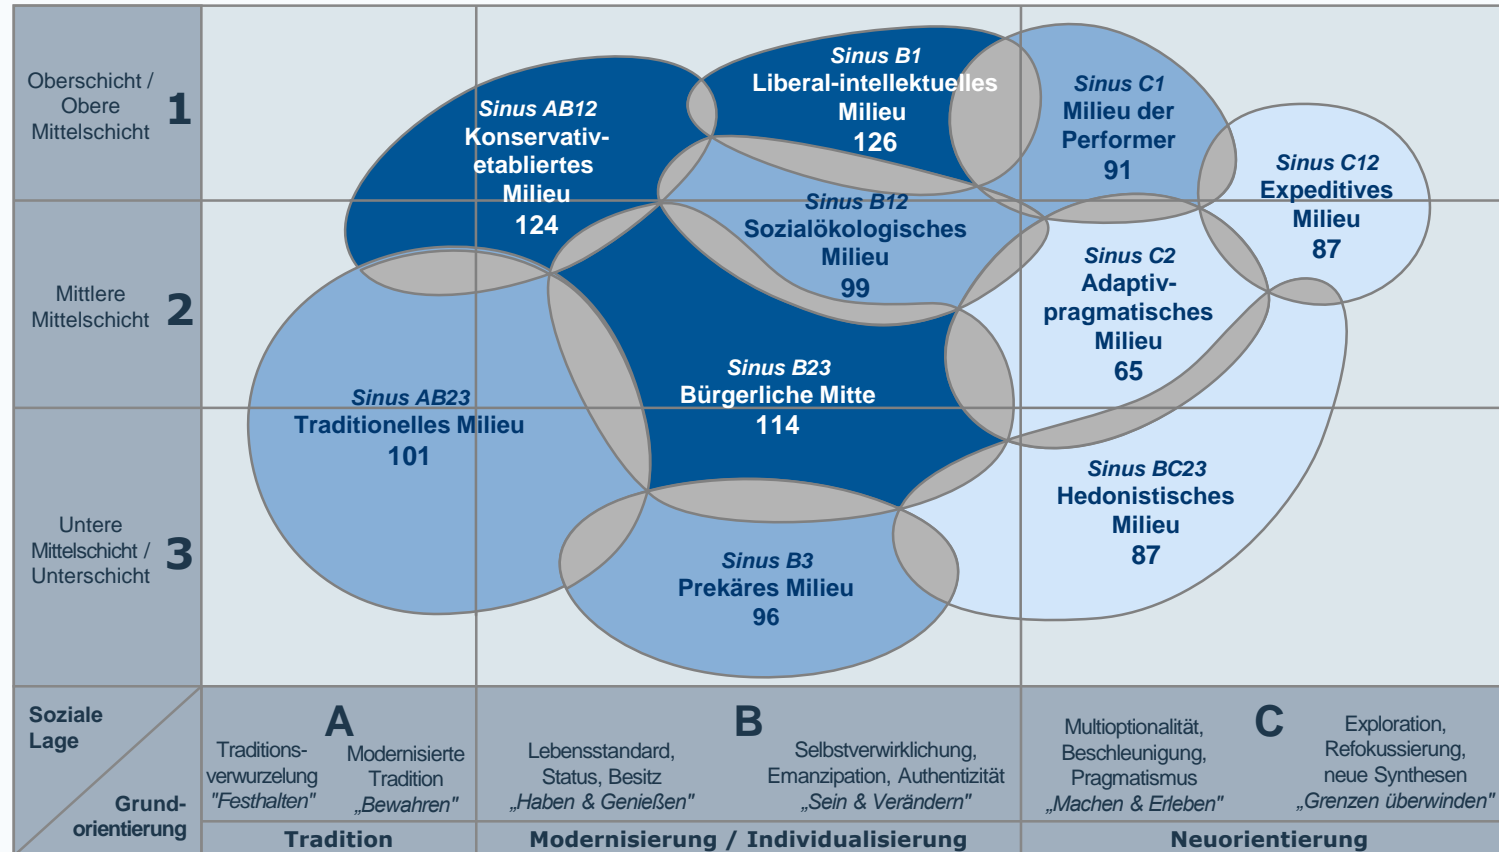 Oberschicht /
Obere
Mittelschicht
1
Mittlere
Mittelschicht
2
Untere
Mittelschicht /
Unterschicht
3
Sinus AB12
Konservativ-
etabliertes
Milieu
124
Sinus B1
Liberal-intellektuelles
Milieu
126
Sinus C1
Milieu der
Performer
91
Sinus C12
Expeditives
Milieu
87
Sinus B12
Sozialökologisches
Milieu
99
Sinus C2
Adaptiv-
pragmatisches
Milieu
65
Sinus AB23
Traditionelles Milieu
101
Sinus B23
Bürgerliche Mitte
114
Sinus BC23
Hedonistisches
Milieu
87
Sinus B3
Prekäres Milieu
96
Soziale
Lage
Grund-
orientierung
A
Traditions-
verwurzelung
"Festhalten"
Modernisierte
Tradition
„Bewahren"
B
Lebensstandard,
Status, Besitz
„Haben & Genießen"
Selbstverwirklichung,
Emanzipation, Authentizität
„Sein & Verändern"
C
Multioptionalität,
Beschleunigung,
Pragmatismus
„Machen & Erleben"
Exploration,
Refokussierung,
neue Synthesen
„Grenzen überwinden"
Tradition
Modernisierung / Individualisierung
Neuorientierung